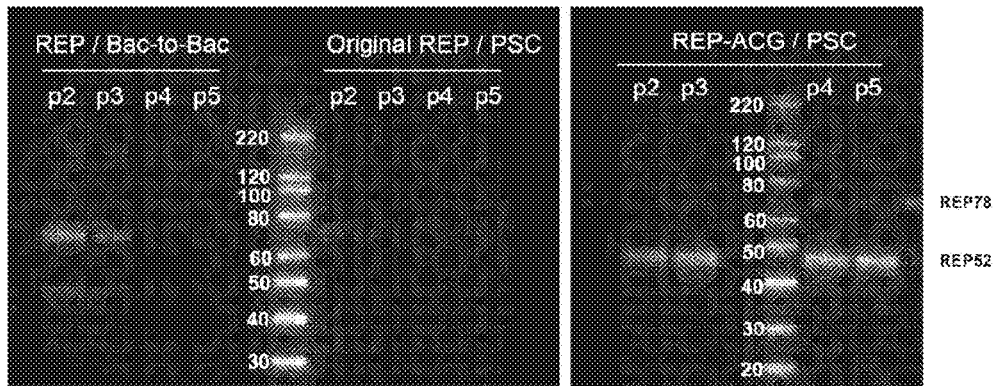 REP / Bac-to-Bac
p2 p3 p4 p5
Original REP / PSC
p2 p3 p4 p5
220
120
100
80
60
50
40
30
REP-ACG / PSC
p2 p3 p4 p5
220
120
100
80
60
50
40
30
20
REP78
REP52